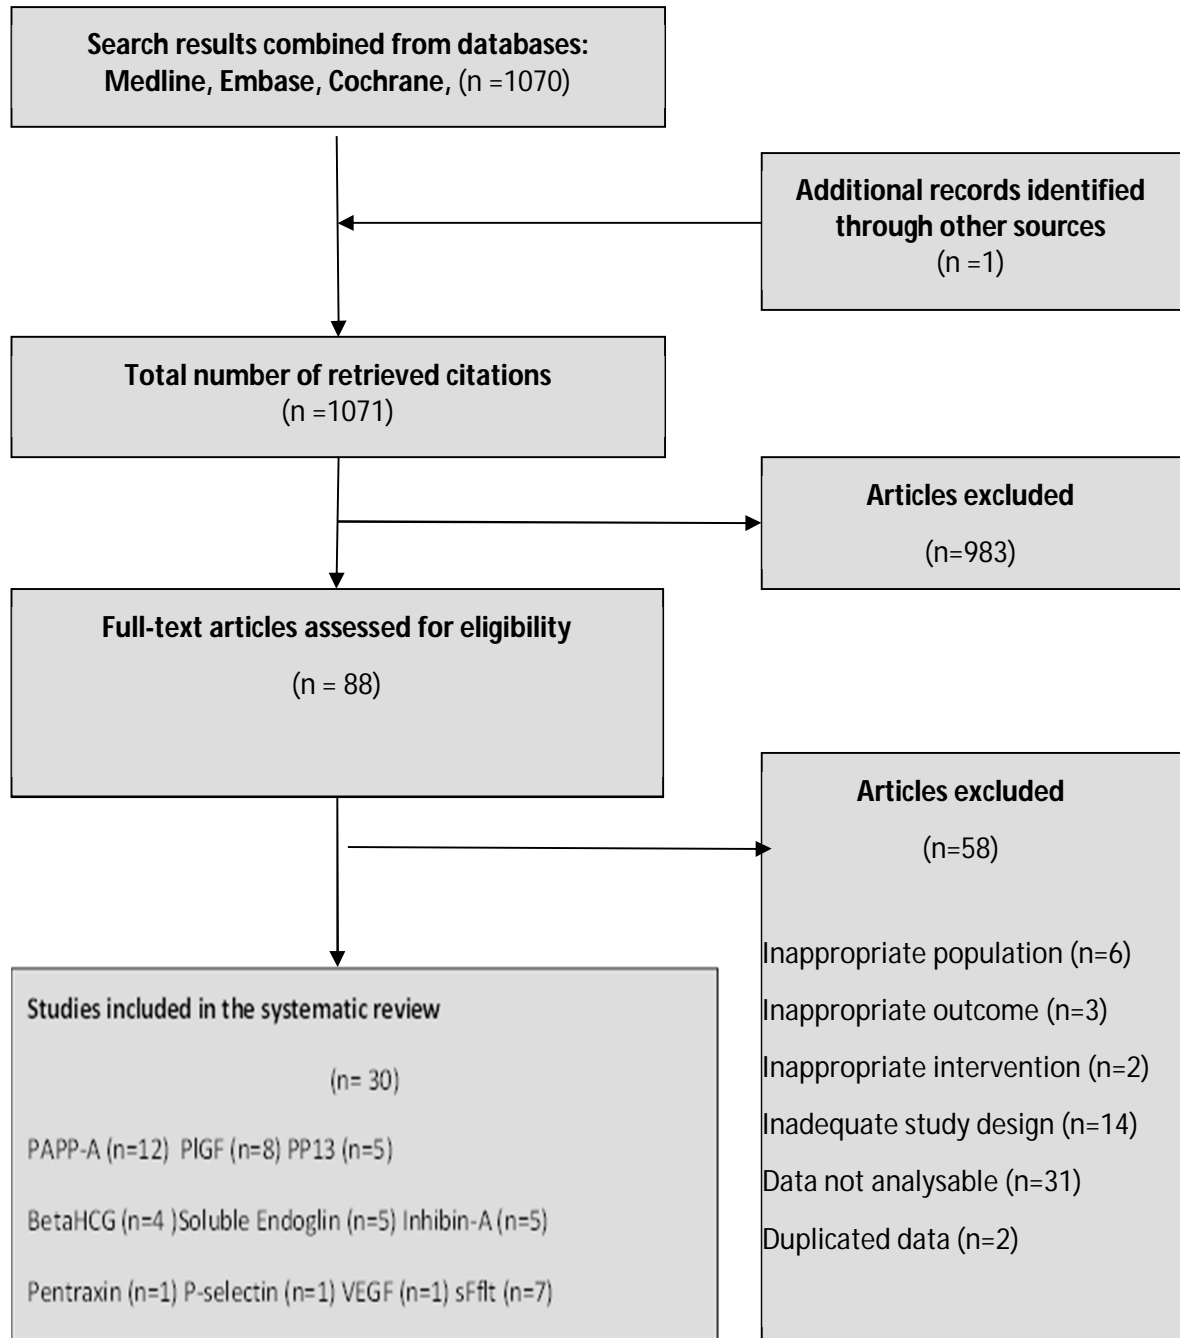 Search results combined from databases:
Medline, Embase, Cochrane, (n =1070)
Additional records identified
through other sources
(n =1)
Total number of retrieved citations
(n =1071)
Articles excluded
(n=983)
Full-text articles assessed for eligibility
(n = 88)
Articles excluded
(n=58)
Inappropriate population (n=6)
Inappropriate outcome (n=3)
Inappropriate intervention (n=2)
Inadequate study design (n=14)
Data not analysable (n=31)
Duplicated data (n=2)
Studies included in the systematic review
(n= 30)
PAPP-A (n=12) PlGF (n=8) PP13 (n=5)
BetaHCG (n=4 )Soluble Endoglin (n=5) Inhibin-A (n=5)
Pentraxin (n=1) P-selectin (n=1) VEGF (n=1) sFflt (n=7)